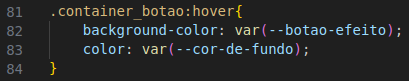 81 .container_botao:hover{
82     background-color: var(--botao-efeito);
83     color: var(--cor-de-fundo);
84 }